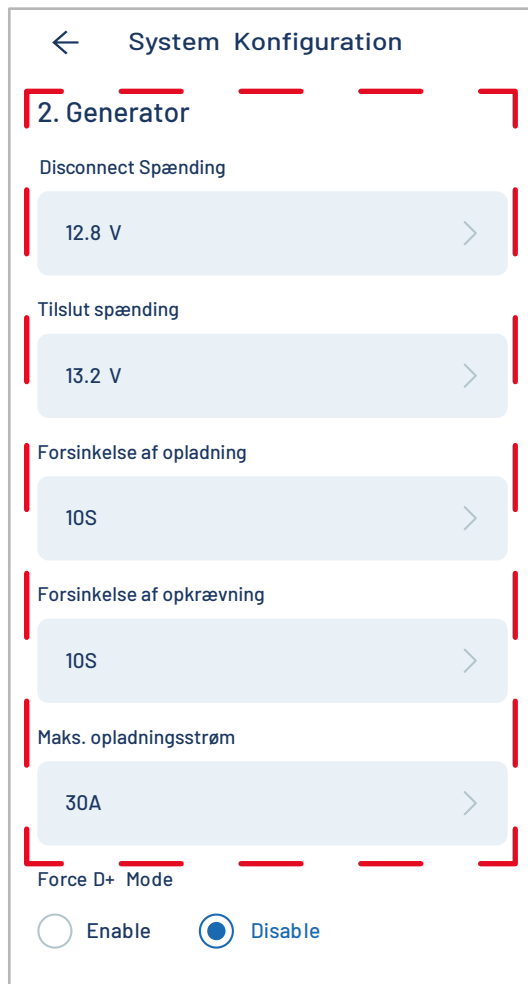 System Konfiguration
2. Generator
Disconnect Spænding
12.8 V
Tilslut spænding
13.2 V
Forsinkelse af opladning
10S
Forsinkelse af opkrævning
10S
Maks. opladningsstrøm
30A
Force D+ Mode
Enable Disable